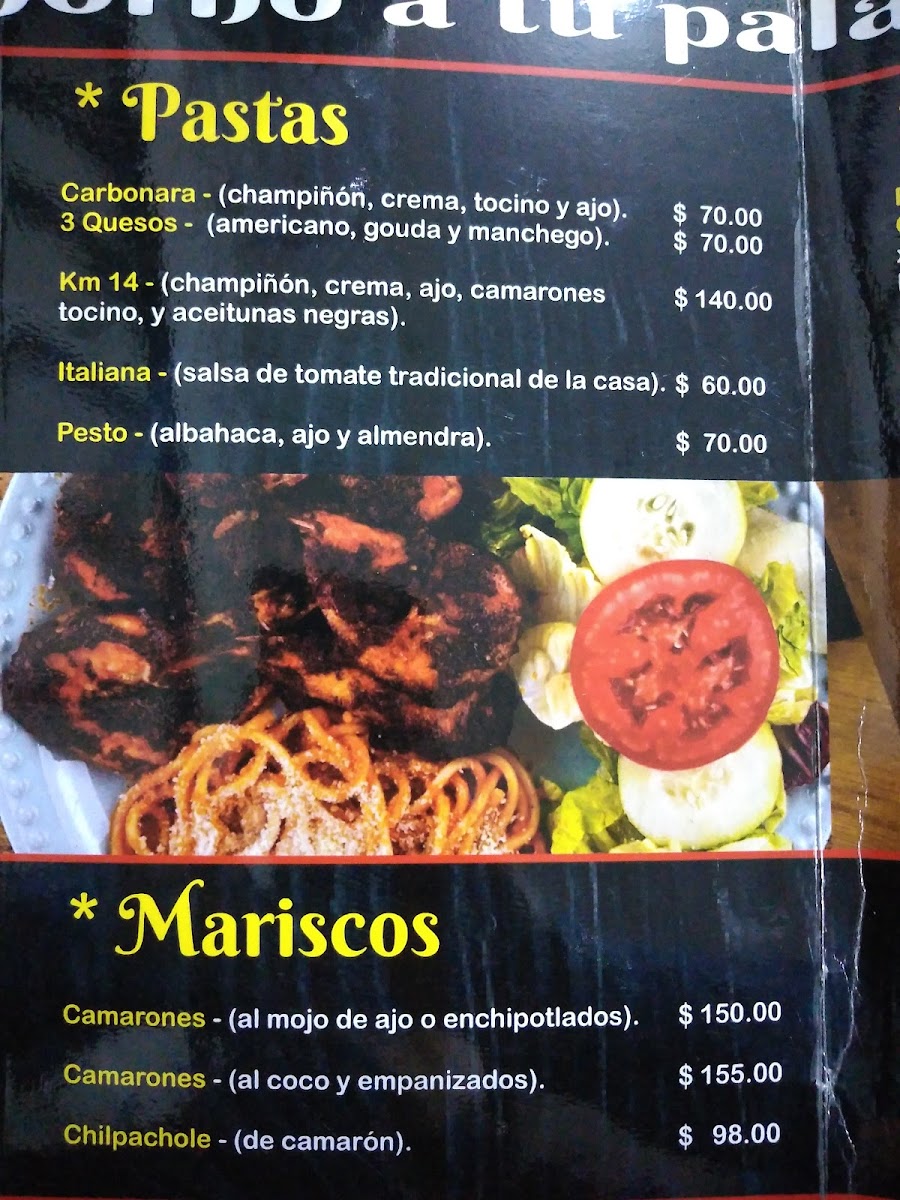 a tu
* Pastas
Carbonara - (champiñón, crema, tocino y ajo). $ 70.00
3 Quesos - (americano, gouda y manchego). $ 70.00
Km 14 - (champiñón, crema, ajo, camarones $ 140.00
tocino, y aceitunas negras).
Italiana - (salsa de tomate tradicional de la casa). $ 60.00
Pesto - (albahaca, ajo y almendra). $ 70.00
* Mariscos
Camarones - (al mojo de ajo o enchipotlados). $ 150.00
Camarones - (al coco y empanizados). $ 155.00
Chilpachole - (de camarón). $ 98.00